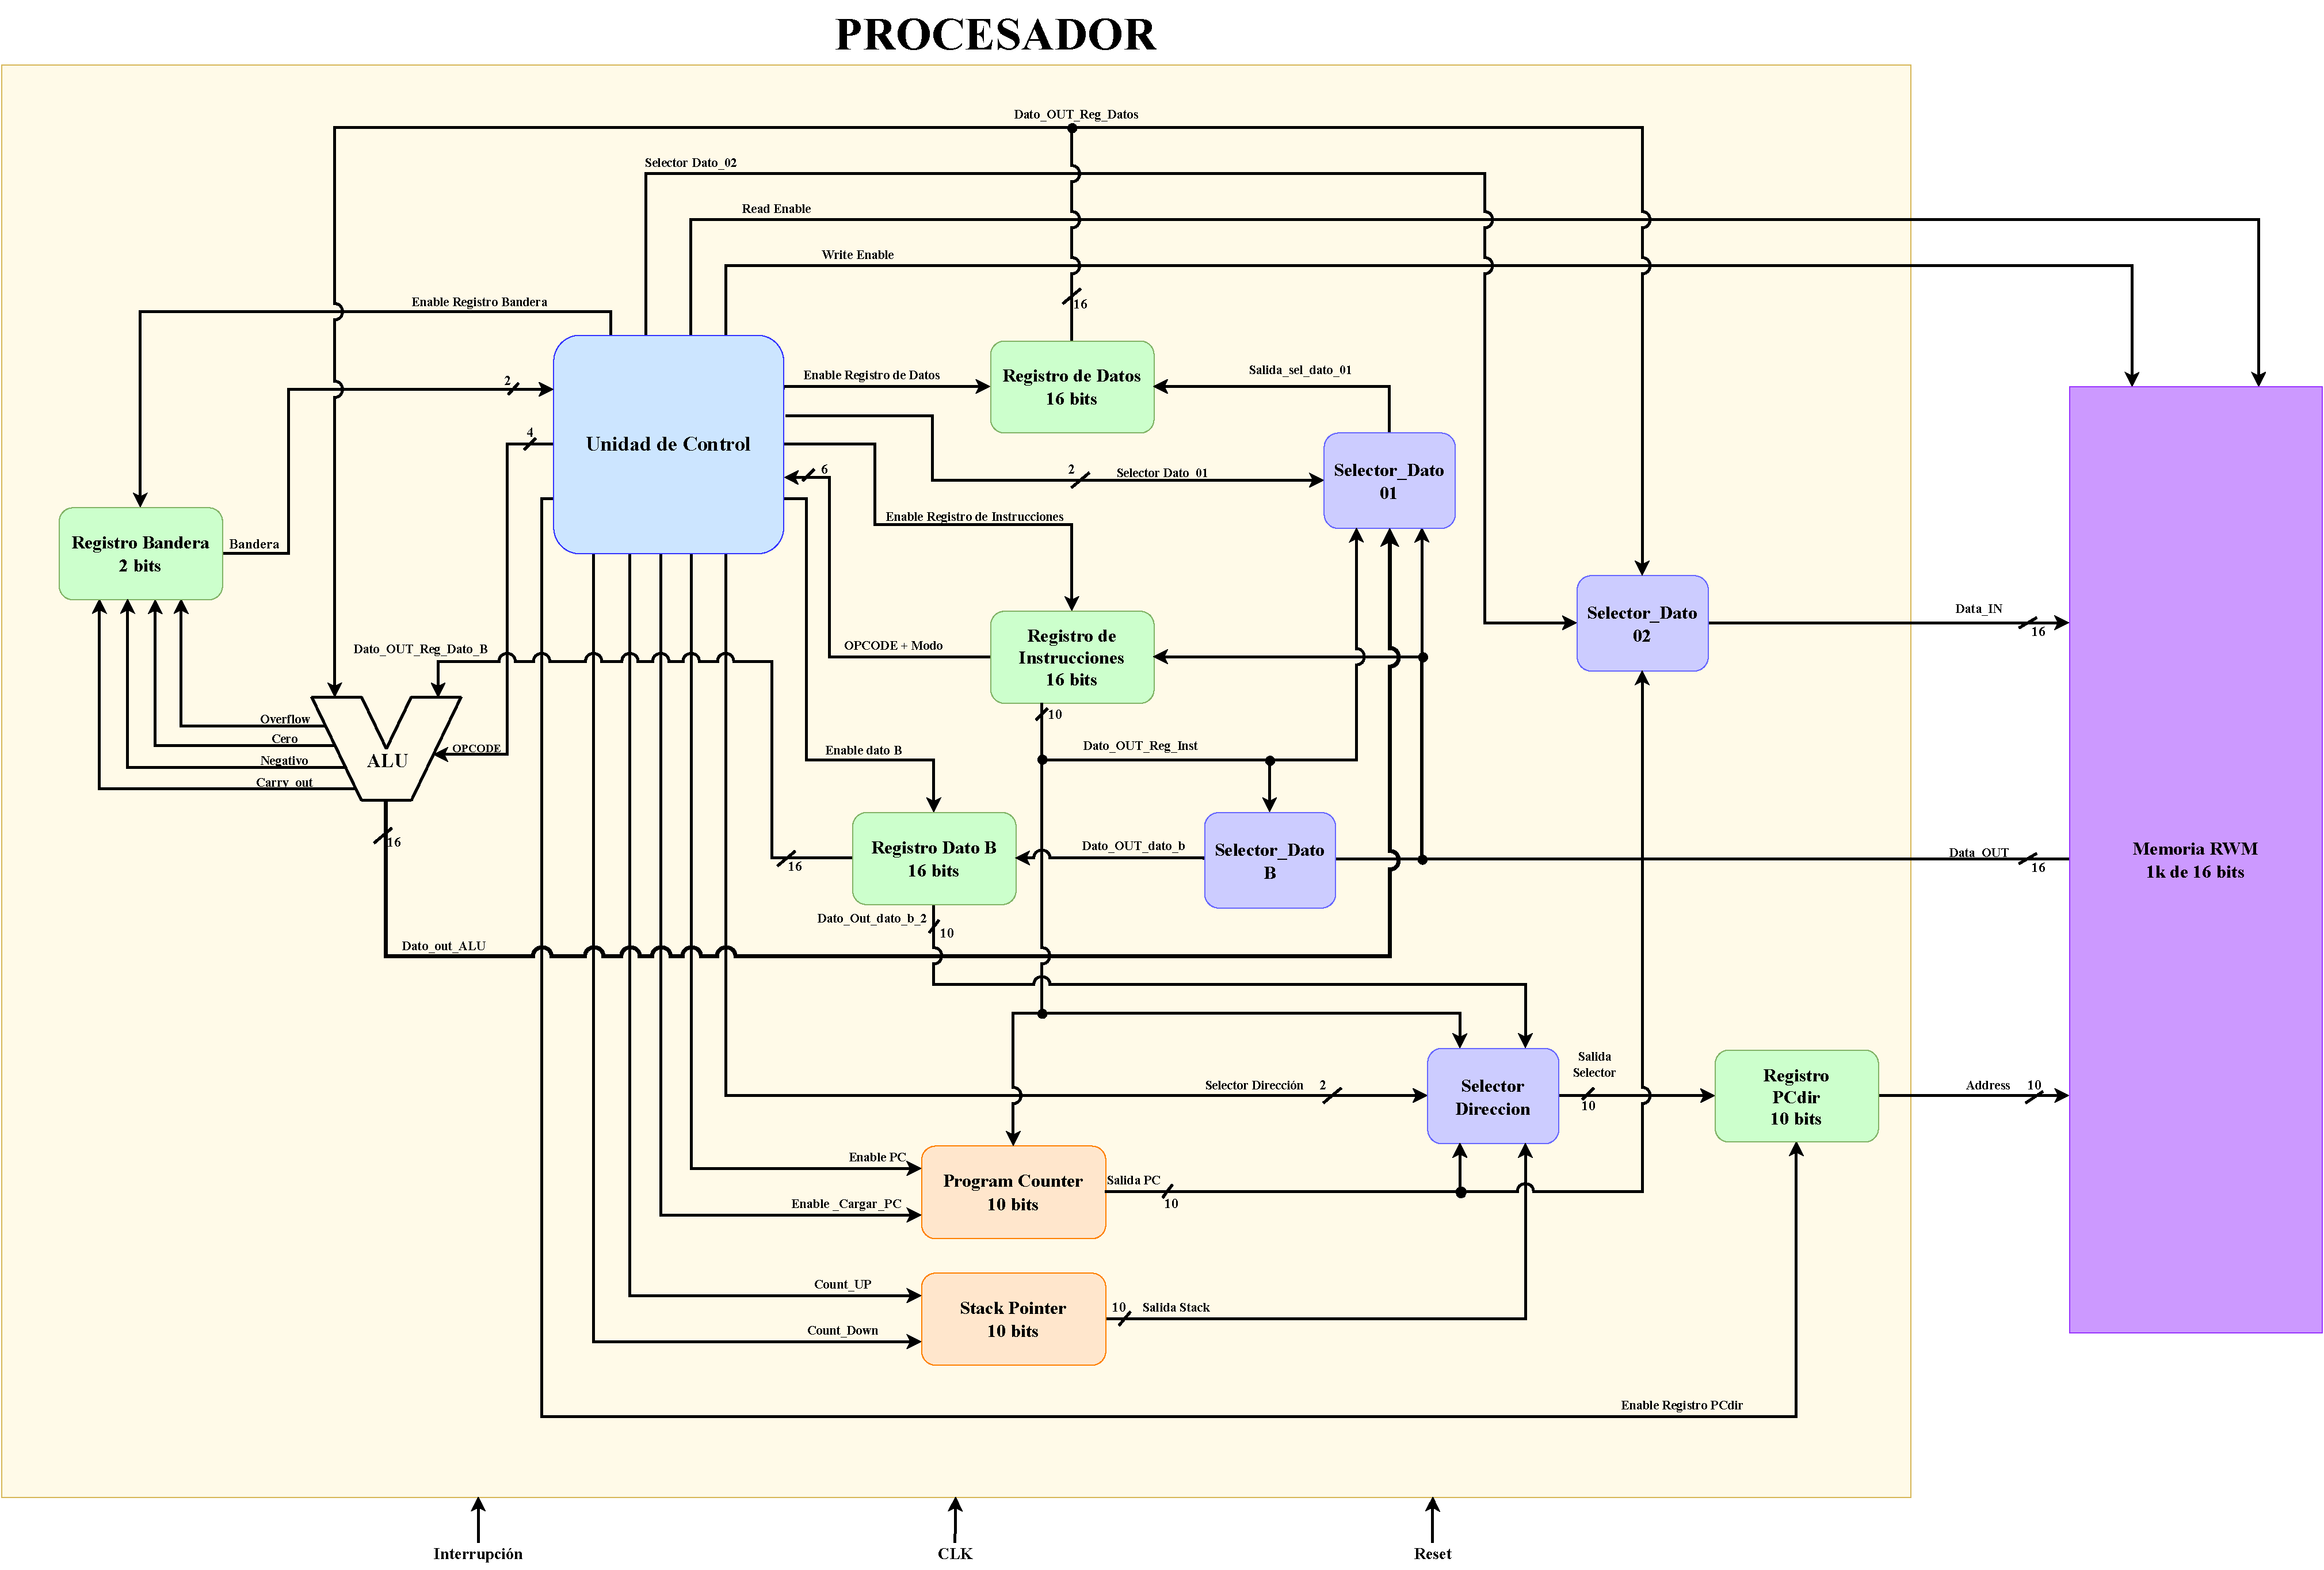 PROCESADOR
Dato_OUT_Reg_Datos
Selector Dato_02
Read Enable
Write Enable
Enable Registro Bandera
16
2
Enable Registro de Datos
Registro de Datos
16 bits
Salida_sel_dato_01
4
Unidad de Control
6
2
Selector Dato_01
Selector_Dato
01
Enable Registro de Instrucciones
Registro Bandera
2 bits
Bandera
Selector_Dato
02
Data_IN
16
Dato_OUT_Reg_Dato_B
OPCODE + Modo
Registro de
Instrucciones
16 bits
10
Overflow
Cero
Negativo
Carry_out
ALU
OPCODE
Enable dato B
Dato_OUT_Reg_Inst
16
Registro Dato B
16 bits
16
Dato_OUT_dato_b
Selector_Dato
B
Data_OUT
16
Memoria RWM
1k de 16 bits
Dato_Out_dato_b_2
10
Dato_out_ALU
Selector Dirección
2
Selector
Direccion
Salida
Selector
10
Registro
PCdir
10 bits
Address
10
Enable PC
Enable _Cargar_PC
Program Counter
10 bits
Salida PC
10
Count_UP
Count_Down
Stack Pointer
10 bits
10
Salida Stack
Enable Registro PCdir
Interrupción
CLK
Reset